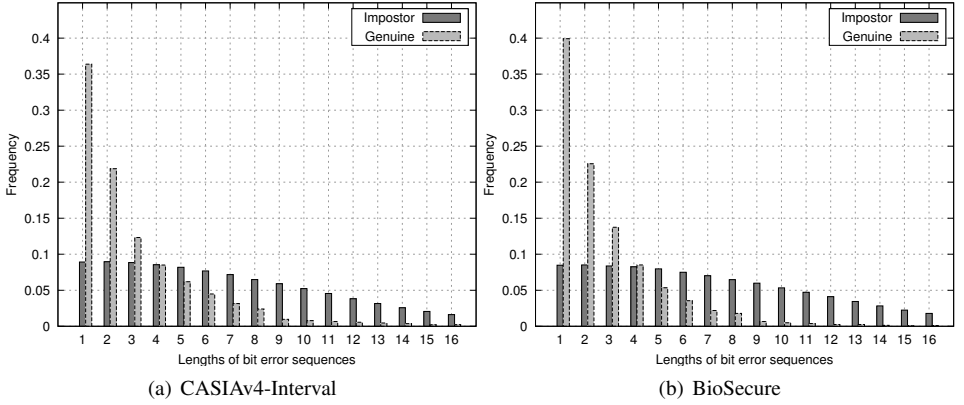 Impostor
Genuine
0.4
0.35
0.3
0.25
0.2
0.15
0.1
0.05
0
Frequency
1 2 3 4 5 6 7 8 9 10 11 12 13 14 15 16
Lengths of bit error sequences
(a) CASIAv4-Interval
Impostor
Genuine
0.4
0.35
0.3
0.25
0.2
0.15
0.1
0.05
0
Frequency
1 2 3 4 5 6 7 8 9 10 11 12 13 14 15 16
Lengths of bit error sequences
(b) BioSecure